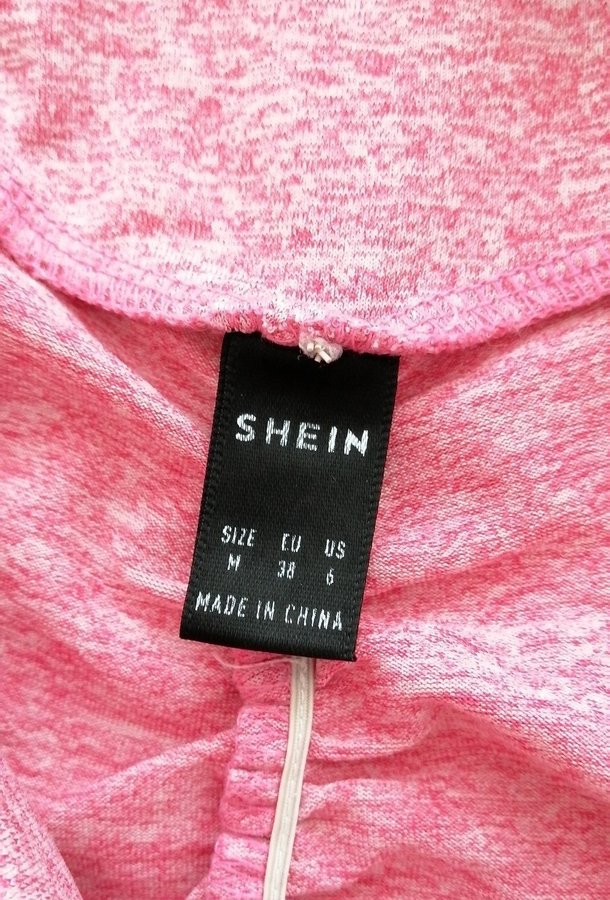 SHEIN
SIZE EU US
M 38 6
MADE IN CHINA